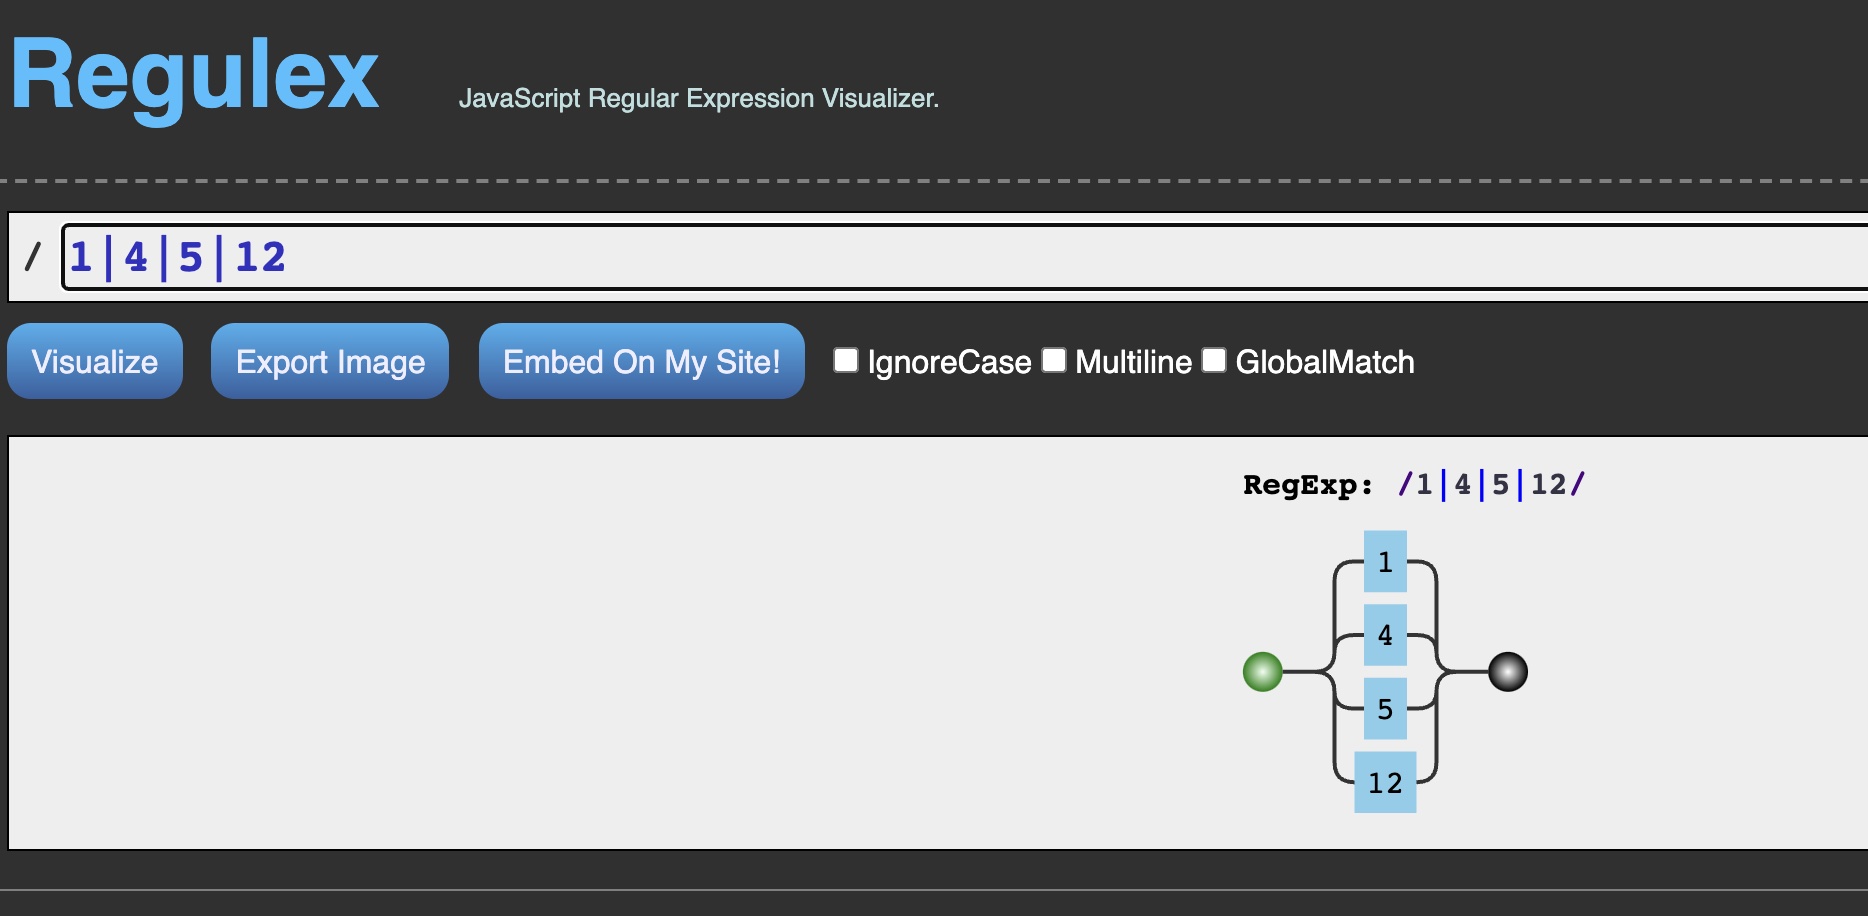 Regulex
JavaScript Regular Expression Visualizer.
/ 1|4|5|12
Visualize Export Image Embed On My Site! IgnoreCase Multiline GlobalMatch
RegExp: /1|4|5|12/
1
4
5
12